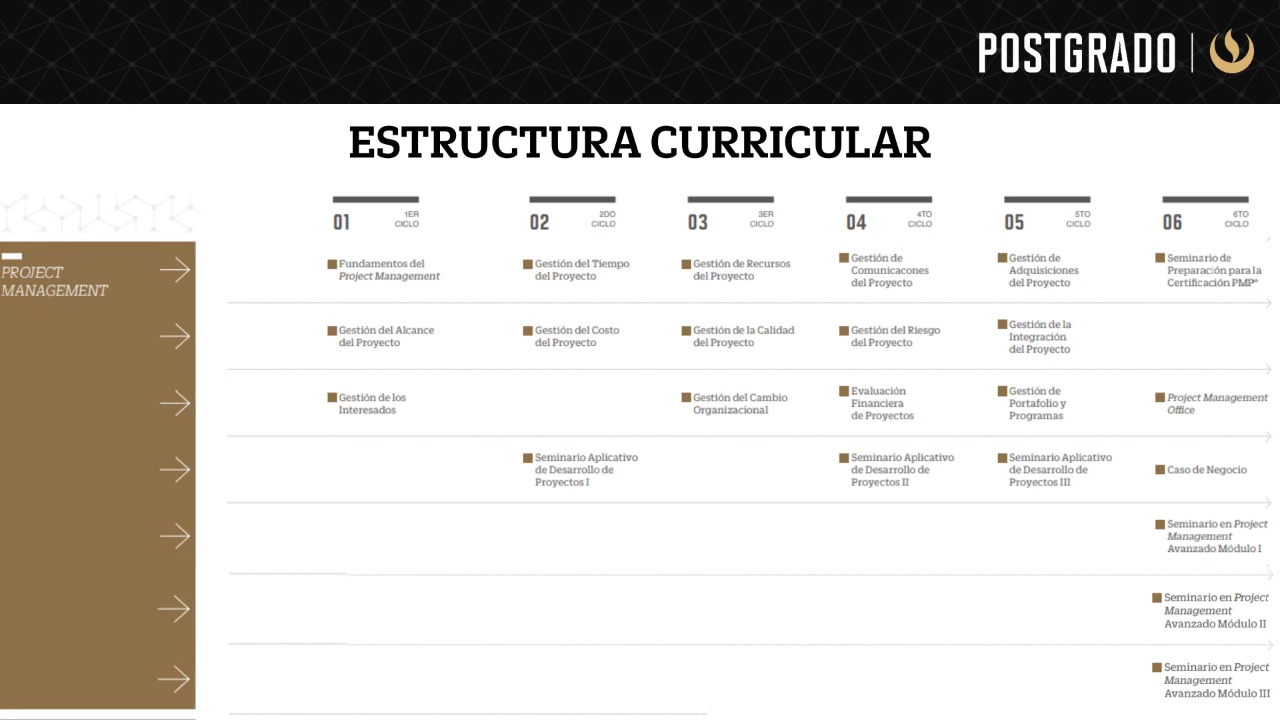 POSTGRADO
ESTRUCTURA CURRICULAR
01
1ER
CICLO
02
2DO
CICLO
03
3ER
CICLO
04
4TO
CICLO
05
5TO
CICLO
06
6TO
CICLO
PROJECT
MANAGEMENT
Fundamentos del
Project Management
Gestión del Tiempo
del Proyecto
Gestión de Recursos
del Proyecto
Gestión de
Comunicacones
del Proyecto
Gestión de
Adquisiciones
del Proyecto
Seminario de
Preparación para la
Certificación PMP®
Gestión del Alcance
del Proyecto
Gestión del Costo
del Proyecto
Gestión de la Calidad
del Proyecto
Gestión del Riesgo
del Proyecto
Gestión de la
Integración
del Proyecto
Gestión de los
Interesados
Gestión del Cambio
Organizacional
Evaluación
Financiera
de Proyectos
Gestión de
Portafolio y
Programas
Project Management
Office
Seminario Aplicativo
de Desarrollo de
Proyectos I
Seminario Aplicativo
de Desarrollo de
Proyectos II
Seminario Aplicativo
de Desarrollo de
Proyectos III
Caso de Negocio
Seminario en Project
Management
Avanzado Módulo I
Seminario en Project
Management
Avanzado Módulo II
Seminario en Project
Management
Avanzado Módulo III